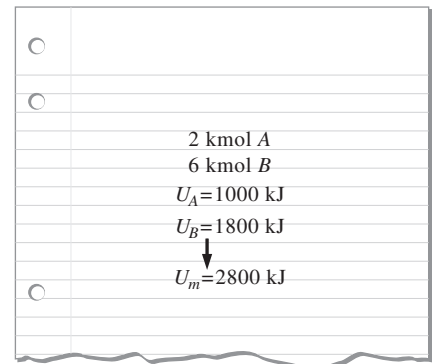 2 kmol A
6 kmol B
U_A=1000 kJ
U_B=1800 kJ
U_m=2800 kJ